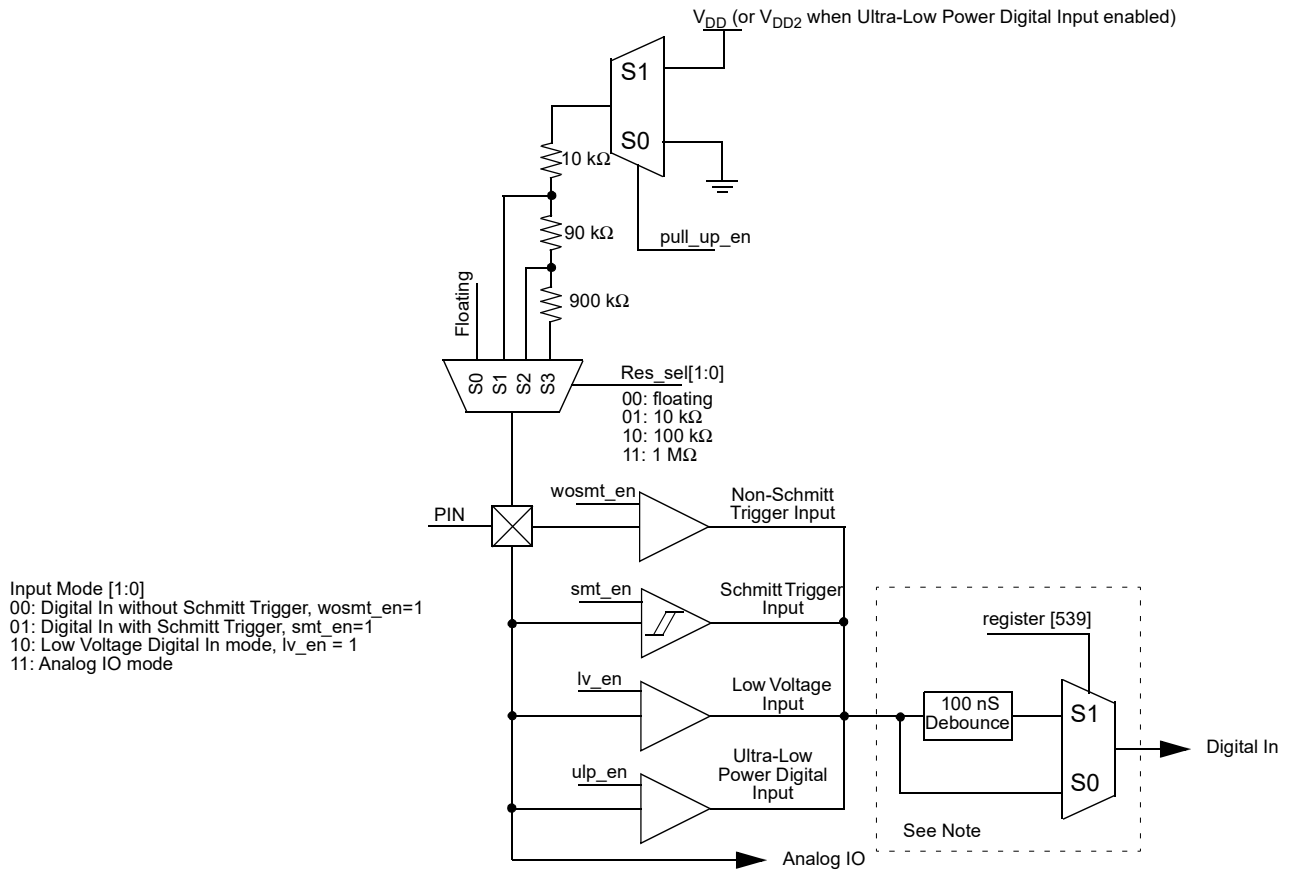 VDD (or VDD2 when Ultra-Low Power Digital Input enabled)
S1
S0
10 kΩ
90 kΩ
pull_up_en
900 kΩ
Floating
S0
S1
S2
S3
Res_sel[1:0]
00: floating
01: 10 kΩ
10: 100 kΩ
11: 1 MΩ
wosmt_en
Non-Schmitt
Trigger Input
PIN
Input Mode [1:0]
00: Digital In without Schmitt Trigger, wosmt_en=1
01: Digital In with Schmitt Trigger, smt_en=1
10: Low Voltage Digital In mode, lv_en = 1
11: Analog IO mode
smt_en
Schmitt Trigger
Input
lv_en
Low Voltage
Input
ulp_en
Ultra-Low
Power Digital
Input
register [539]
100 nS
Debounce
S1
S0
Digital In
See Note
Analog IO